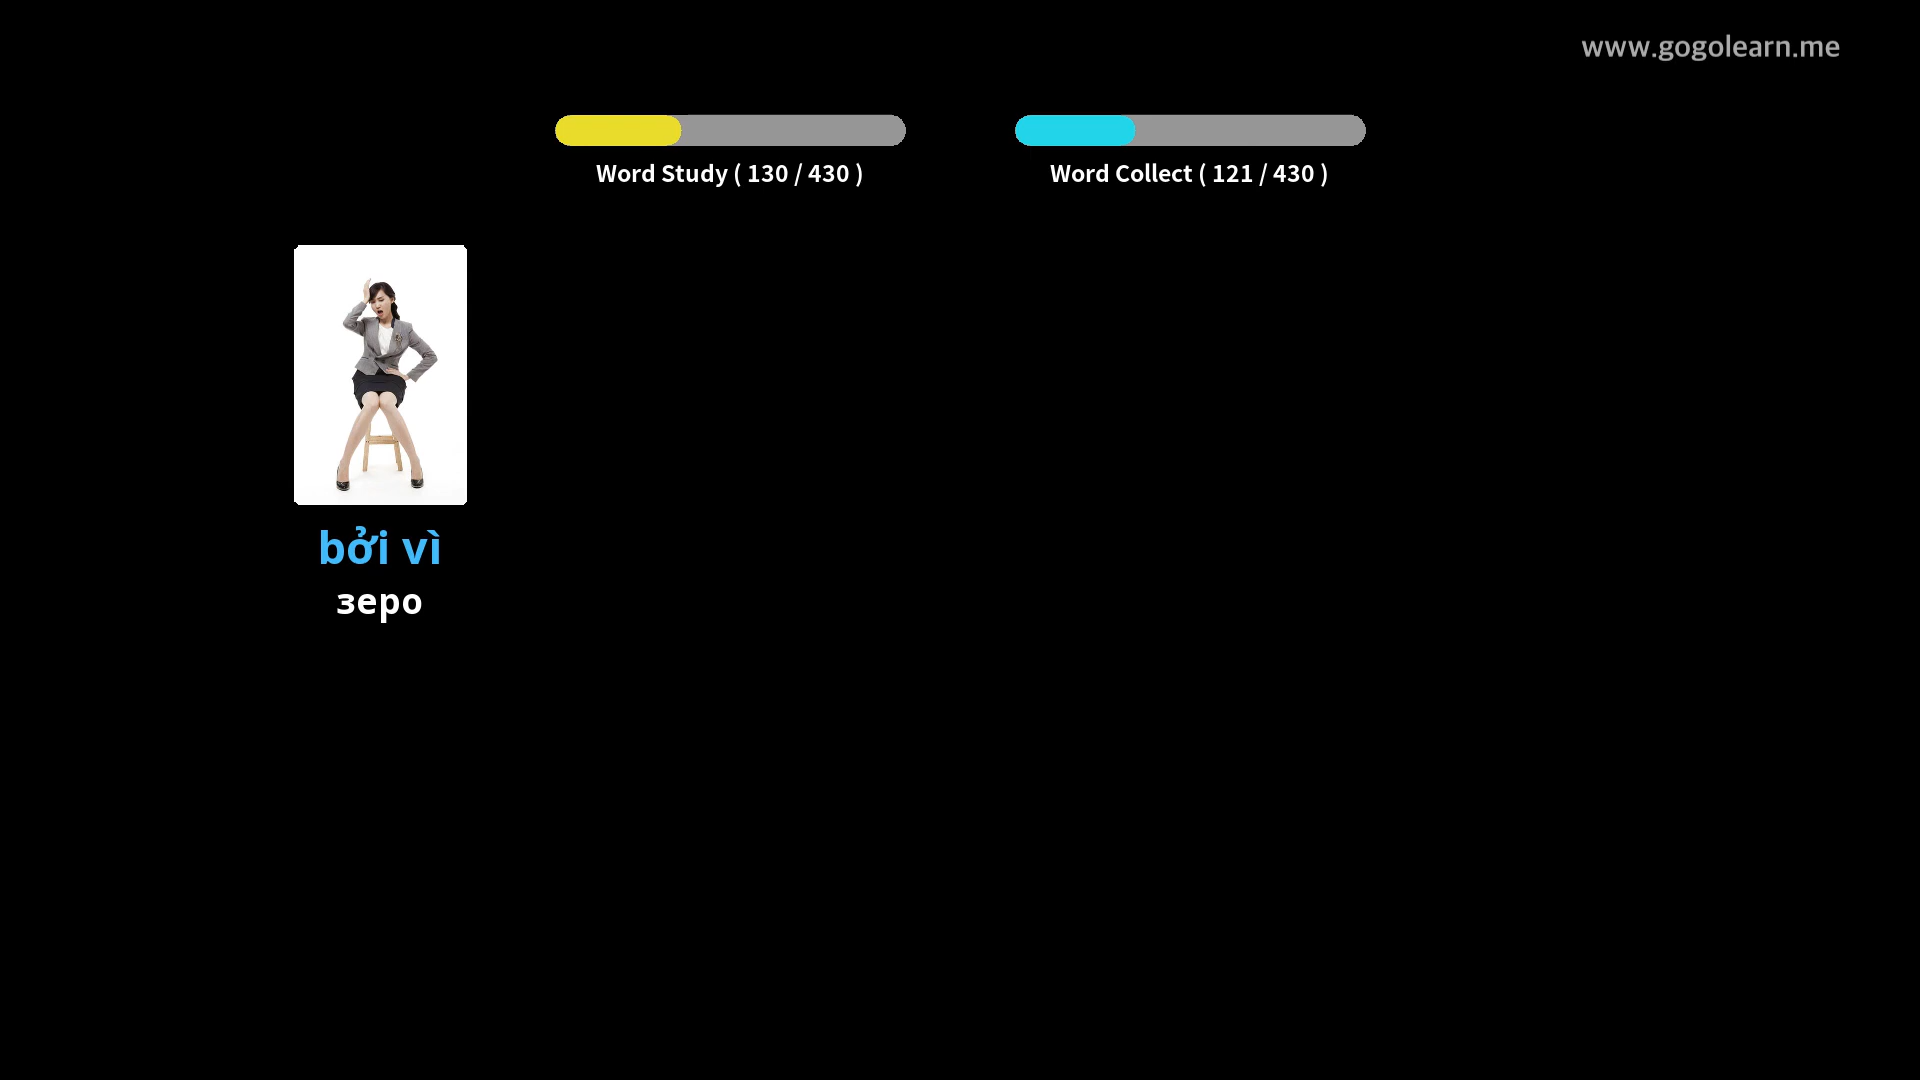 www.gogolearn.me
Word Study ( 130 / 430 )
Word Collect ( 121 / 430 )
bởi vì
зеро